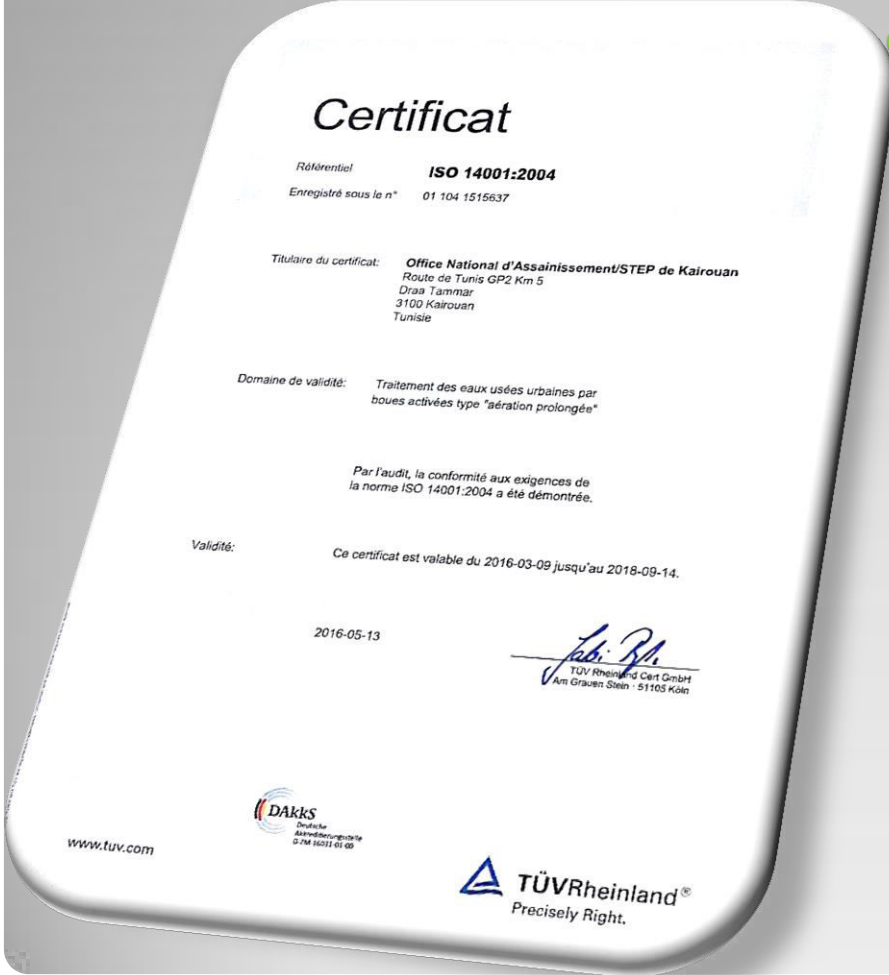 Certificat
Référentiel ISO 14001:2004
Enregistré sous le n° 01 104 1515637
Titulaire du certificat: Office National d'Assainissement/STEP de Kairouan
Route de Tunis GP2 Km 5
Draa Tammar
3100 Kairouan
Tunisie
Domaine de validité: Traitement des eaux usées urbaines par
boues activées type "aération prolongée"
Par l'audit, la conformité aux exigences de
la norme ISO 14001:2004 a été démontrée.
Validité: Ce certificat est valable du 2016-03-09 jusqu'au 2018-09-14.
2016-05-13
TÜV Rheinland Cert GmbH
Am Grauen Stein · 51105 Köln
DAkkS
Deutsche
Akkreditierungsstelle
D-ZM-16031-01-00
www.tuv.com
TÜVRheinland®
Precisely Right.